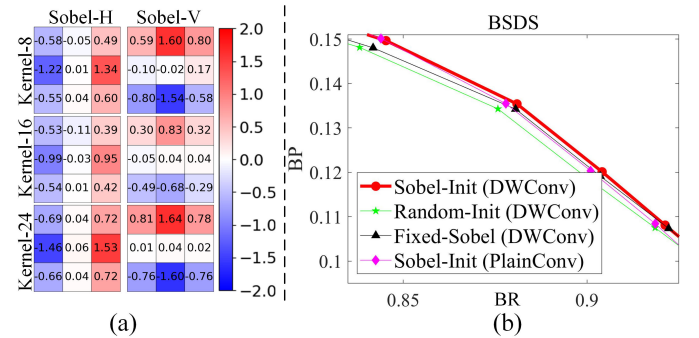 Sobel-H Sobel-V
Kernel-8
-0.58 -0.05 0.49 0.59 1.60 0.80
-1.22 0.01 1.34 -0.10 -0.02 0.17
-0.55 0.04 0.60 -0.80 -1.54 -0.58
Kernel-16
-0.53 -0.11 0.39 0.30 0.83 0.32
-0.99 -0.03 0.95 -0.05 0.04 0.04
-0.54 0.01 0.42 -0.49 -0.68 -0.29
Kernel-24
-0.69 0.04 0.72 0.81 1.64 0.78
-1.46 0.06 1.53 0.01 0.04 0.02
-0.66 0.04 0.72 -0.76 -1.60 -0.76
2.0
1.5
1.0
0.5
0.0
−0.5
−1.0
−1.5
−2.0
(a)
BSDS
BP
0.15
0.14
0.13
0.12
0.11
0.1
Sobel-Init (DWConv)
Random-Init (DWConv)
Fixed-Sobel (DWConv)
Sobel-Init (PlainConv)
0.85 BR 0.9
(b)